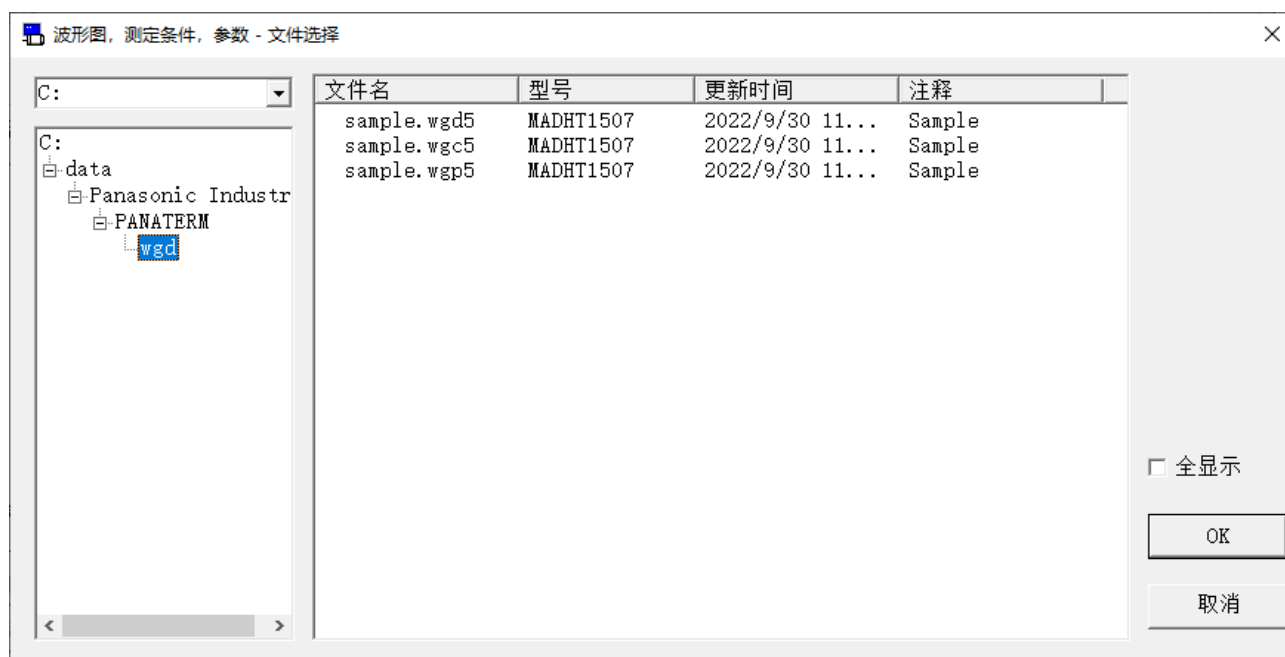 波形图，测定条件，参数 - 文件选择
C:
C:
data
Panasonic Industr
PANATERM
wgd
文件名 型号 更新时间 注释
sample.wgd5 MADHT1507 2022/9/30 11... Sample
sample.wgc5 MADHT1507 2022/9/30 11... Sample
sample.wgp5 MADHT1507 2022/9/30 11... Sample
全显示
OK
取消